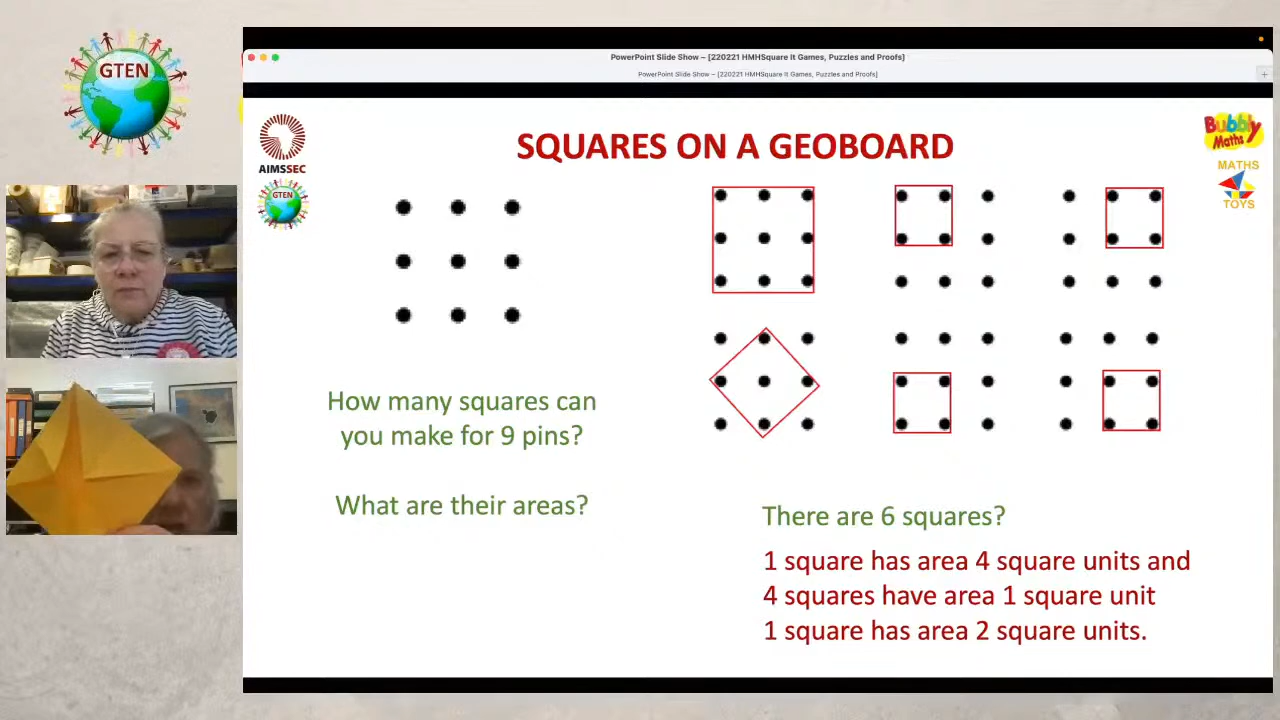 GTEN
PowerPoint Slide Show – [220221 HMHSquare It Games, Puzzles and Proofs]
PowerPoint Slide Show – [220221 HMHSquare It Games, Puzzles and Proofs]
AIMSSEC
GTEN
SQUARES ON A GEOBOARD
Bubbly
Maths
MATHS
TOYS
How many squares can
you make for 9 pins?
What are their areas?
There are 6 squares?
1 square has area 4 square units and
4 squares have area 1 square unit
1 square has area 2 square units.